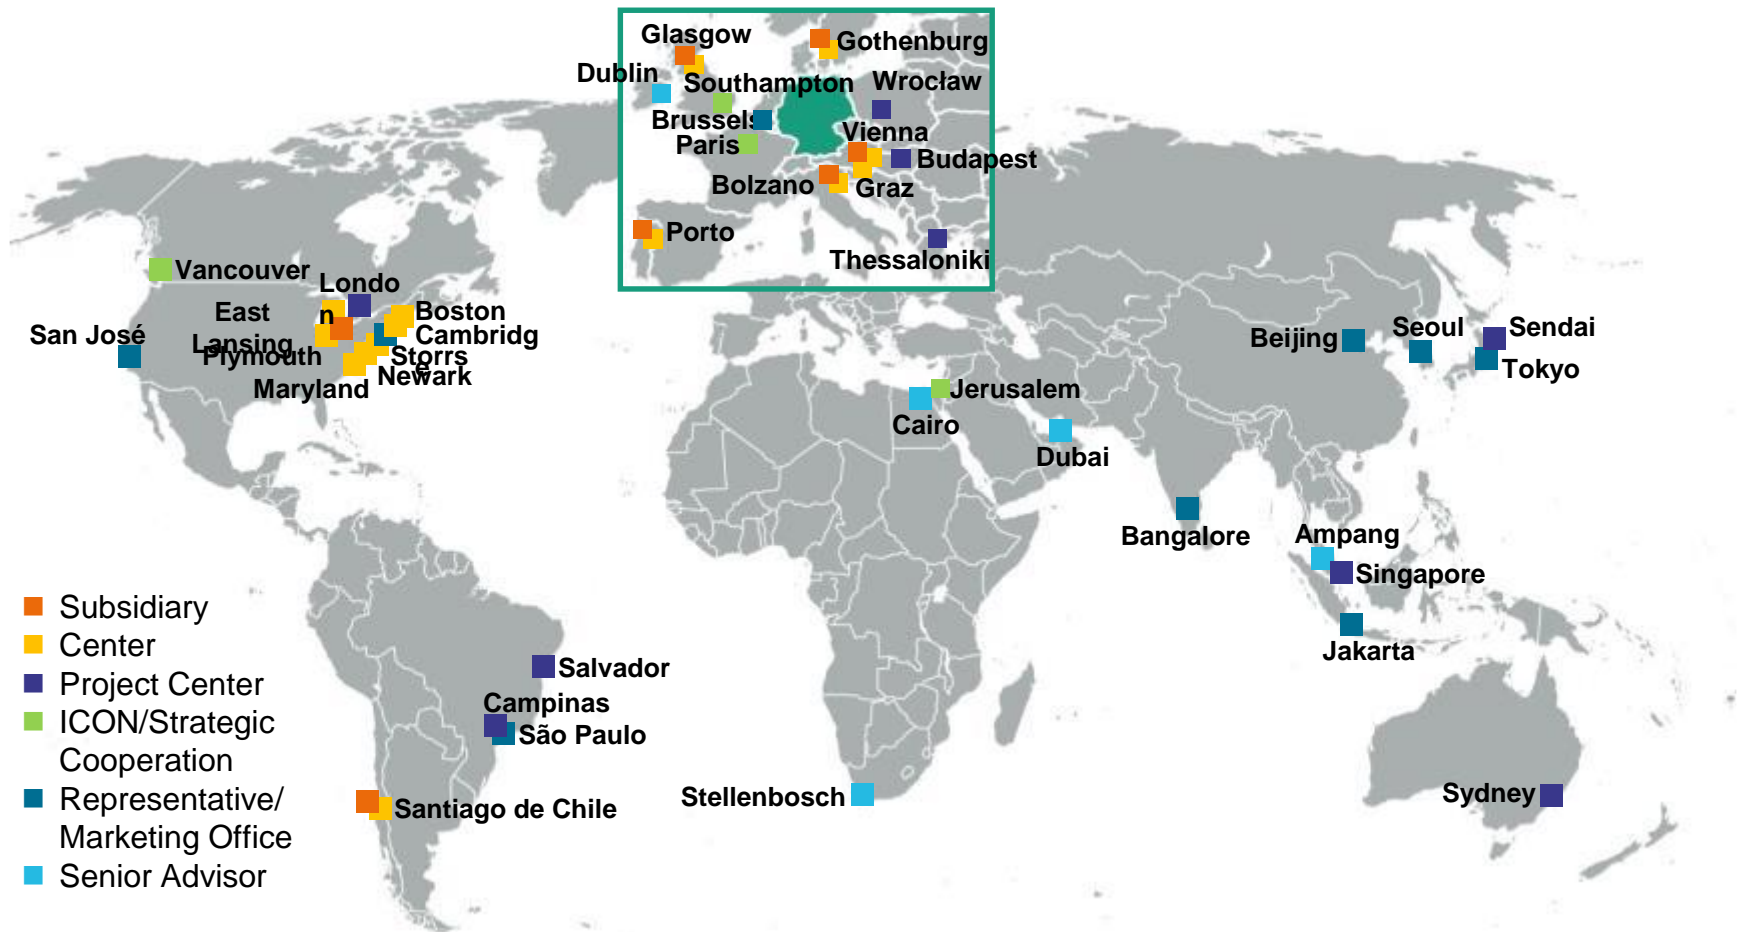 Glasgow
Gothenburg
Dublin
Southampton
Wrocław
Brussels
Vienna
Paris
Budapest
Bolzano
Graz
Porto
Thessaloniki
Vancouver
Londo
n
East
Lansing
Boston
Cambridg
e
San José
Plymouth
Storrs
Newark
Maryland
Beijing
Seoul
Sendai
Tokyo
Jerusalem
Cairo
Dubai
Bangalore
Ampang
Singapore
Jakarta
Salvador
Campinas
São Paulo
Santiago de Chile
Stellenbosch
Sydney
Subsidiary
Center
Project Center
ICON/Strategic
Cooperation
Representative/
Marketing Office
Senior Advisor